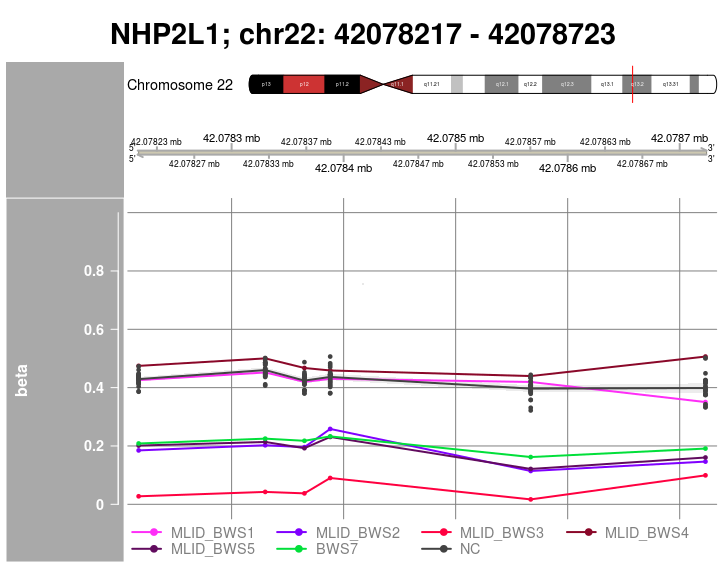 NHP2L1; chr22: 42078217 - 42078723
Chromosome 22
p13 p12 p11.2 q11.1 q11.21 q12.1 q12.2 q12.3 q13.1 q13.2 q13.31
42.07823 mb 42.0783 mb 42.07837 mb 42.07843 mb 42.0785 mb 42.07857 mb 42.07863 mb 42.0787 mb
5' 3'
5' 3'
42.07827 mb 42.07833 mb 42.0784 mb 42.07847 mb 42.07853 mb 42.0786 mb 42.07867 mb
beta
0.8
0.6
0.4
0.2
0
MLID_BWS1 MLID_BWS2 MLID_BWS3 MLID_BWS4
MLID_BWS5 BWS7 NC